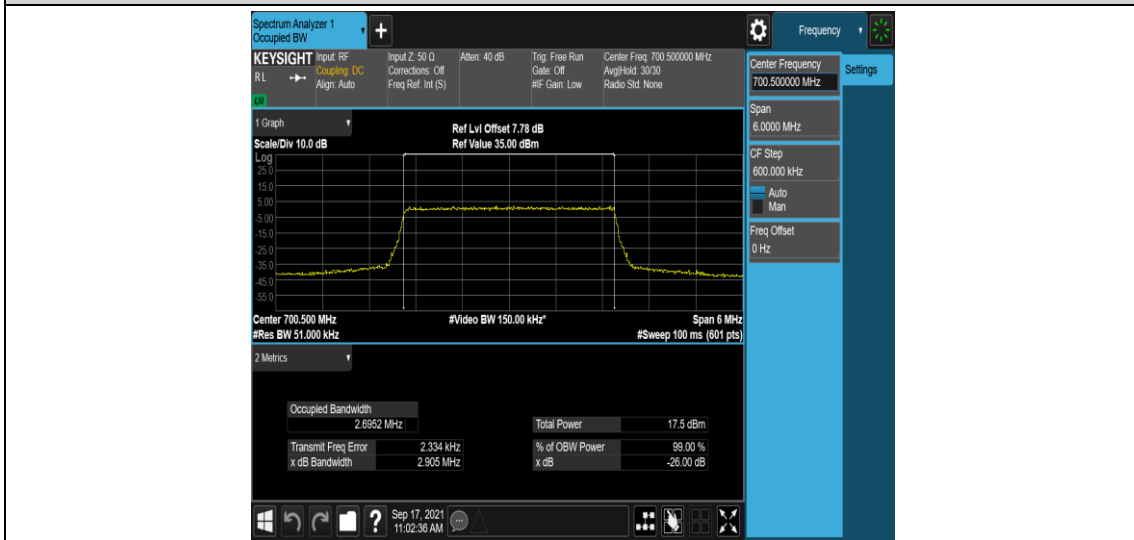 Spectrum Analyzer 1
Occupied BW
+
Frequency
KEYSIGHT Input: RF Input Z: 50 Ω Atten: 40 dB Trig: Free Run Center Freq: 700.500000 MHz
RL Coupling: DC Corrections: Off Gate: Off Avg|Hold: 30/30
Align: Auto Freq Ref: Int (S) #IF Gain: Low Radio Std: None
Center Frequency
700.500000 MHz
Settings
Span
6.0000 MHz
CF Step
600.000 kHz
Auto
Man
Freq Offset
0 Hz
1 Graph
Ref Lvl Offset 7.78 dB
Scale/Div 10.0 dB Ref Value 35.00 dBm
Log
25.0
15.0
5.00
-5.00
-15.0
-25.0
-35.0
-45.0
-55.0
Center 700.500 MHz #Video BW 150.00 kHz* Span 6 MHz
#Res BW 51.000 kHz #Sweep 100 ms (601 pts)
2 Metrics
Occupied Bandwidth
2.6952 MHz Total Power 17.5 dBm
Transmit Freq Error 2.334 kHz % of OBW Power 99.00 %
x dB Bandwidth 2.905 MHz x dB -26.00 dB
? Sep 17, 2021
11:02:36 AM